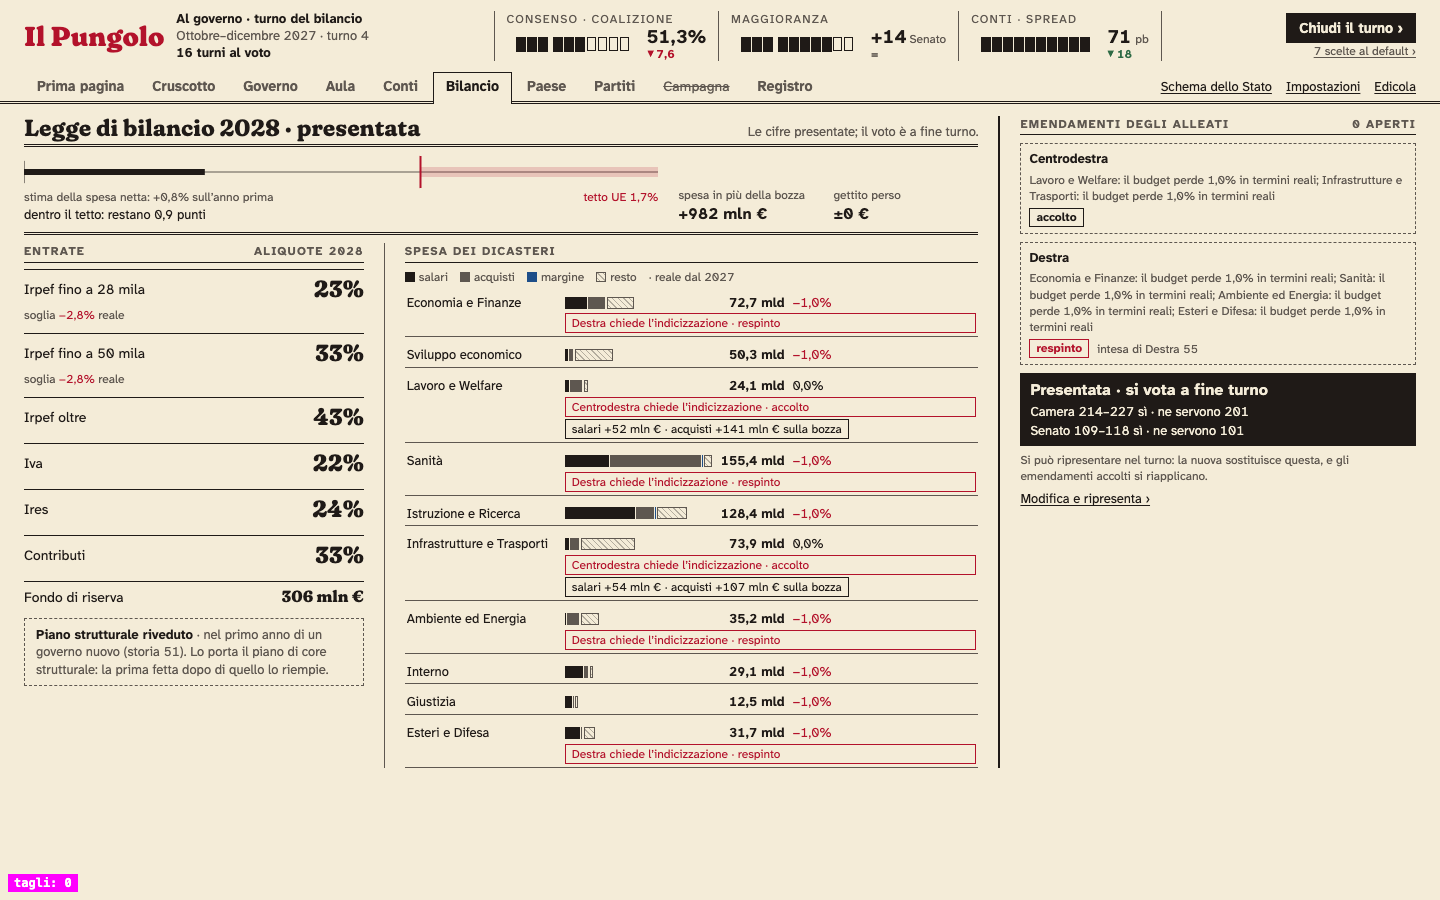 Il Pungolo
Al governo · turno del bilancio
Ottobre–dicembre 2027 · turno 4
16 turni al voto
CONSENSO · COALIZIONE
51,3%
▾ 7,6
MAGGIORANZA
+14 Senato
=
CONTI · SPREAD
71 pb
▾ 18
Chiudi il turno ›
7 scelte al default ›
Prima pagina Cruscotto Governo Aula Conti Bilancio Paese Partiti Campagna Registro
Schema dello Stato Impostazioni Edicola
Legge di bilancio 2028 · presentata
Le cifre presentate; il voto è a fine turno.
stima della spesa netta: +0,8% sull’anno prima
tetto UE 1,7%
dentro il tetto: restano 0,9 punti
spesa in più della bozza
+982 mln €
gettito perso
±0 €
ENTRATE ALIQUOTE 2028
Irpef fino a 28 mila 23%
soglia −2,8% reale
Irpef fino a 50 mila 33%
soglia −2,8% reale
Irpef oltre 43%
Iva 22%
Ires 24%
Contributi 33%
Fondo di riserva 306 mln €
Piano strutturale riveduto · nel primo anno di un
governo nuovo (storia 51). Lo porta il piano di core
strutturale: la prima fetta dopo di quello lo riempie.
SPESA DEI DICASTERI
salari acquisti margine resto · reale dal 2027
Economia e Finanze 72,7 mld −1,0%
Destra chiede l’indicizzazione · respinto
Sviluppo economico 50,3 mld −1,0%
Lavoro e Welfare 24,1 mld 0,0%
Centrodestra chiede l’indicizzazione · accolto
salari +52 mln € · acquisti +141 mln € sulla bozza
Sanità 155,4 mld −1,0%
Destra chiede l’indicizzazione · respinto
Istruzione e Ricerca 128,4 mld −1,0%
Infrastrutture e Trasporti 73,9 mld 0,0%
Centrodestra chiede l’indicizzazione · accolto
salari +54 mln € · acquisti +107 mln € sulla bozza
Ambiente ed Energia 35,2 mld −1,0%
Destra chiede l’indicizzazione · respinto
Interno 29,1 mld −1,0%
Giustizia 12,5 mld −1,0%
Esteri e Difesa 31,7 mld −1,0%
Destra chiede l’indicizzazione · respinto
EMENDAMENTI DEGLI ALLEATI 0 APERTI
Centrodestra
Lavoro e Welfare: il budget perde 1,0% in termini reali; Infrastrutture e
Trasporti: il budget perde 1,0% in termini reali
accolto
Destra
Economia e Finanze: il budget perde 1,0% in termini reali; Sanità: il
budget perde 1,0% in termini reali; Ambiente ed Energia: il budget
perde 1,0% in termini reali; Esteri e Difesa: il budget perde 1,0% in
termini reali
respinto intesa di Destra 55
Presentata · si vota a fine turno
Camera 214–227 sì · ne servono 201
Senato 109–118 sì · ne servono 101
Si può ripresentare nel turno: la nuova sostituisce questa, e gli
emendamenti accolti si riapplicano.
Modifica e ripresenta ›
tagli: 0